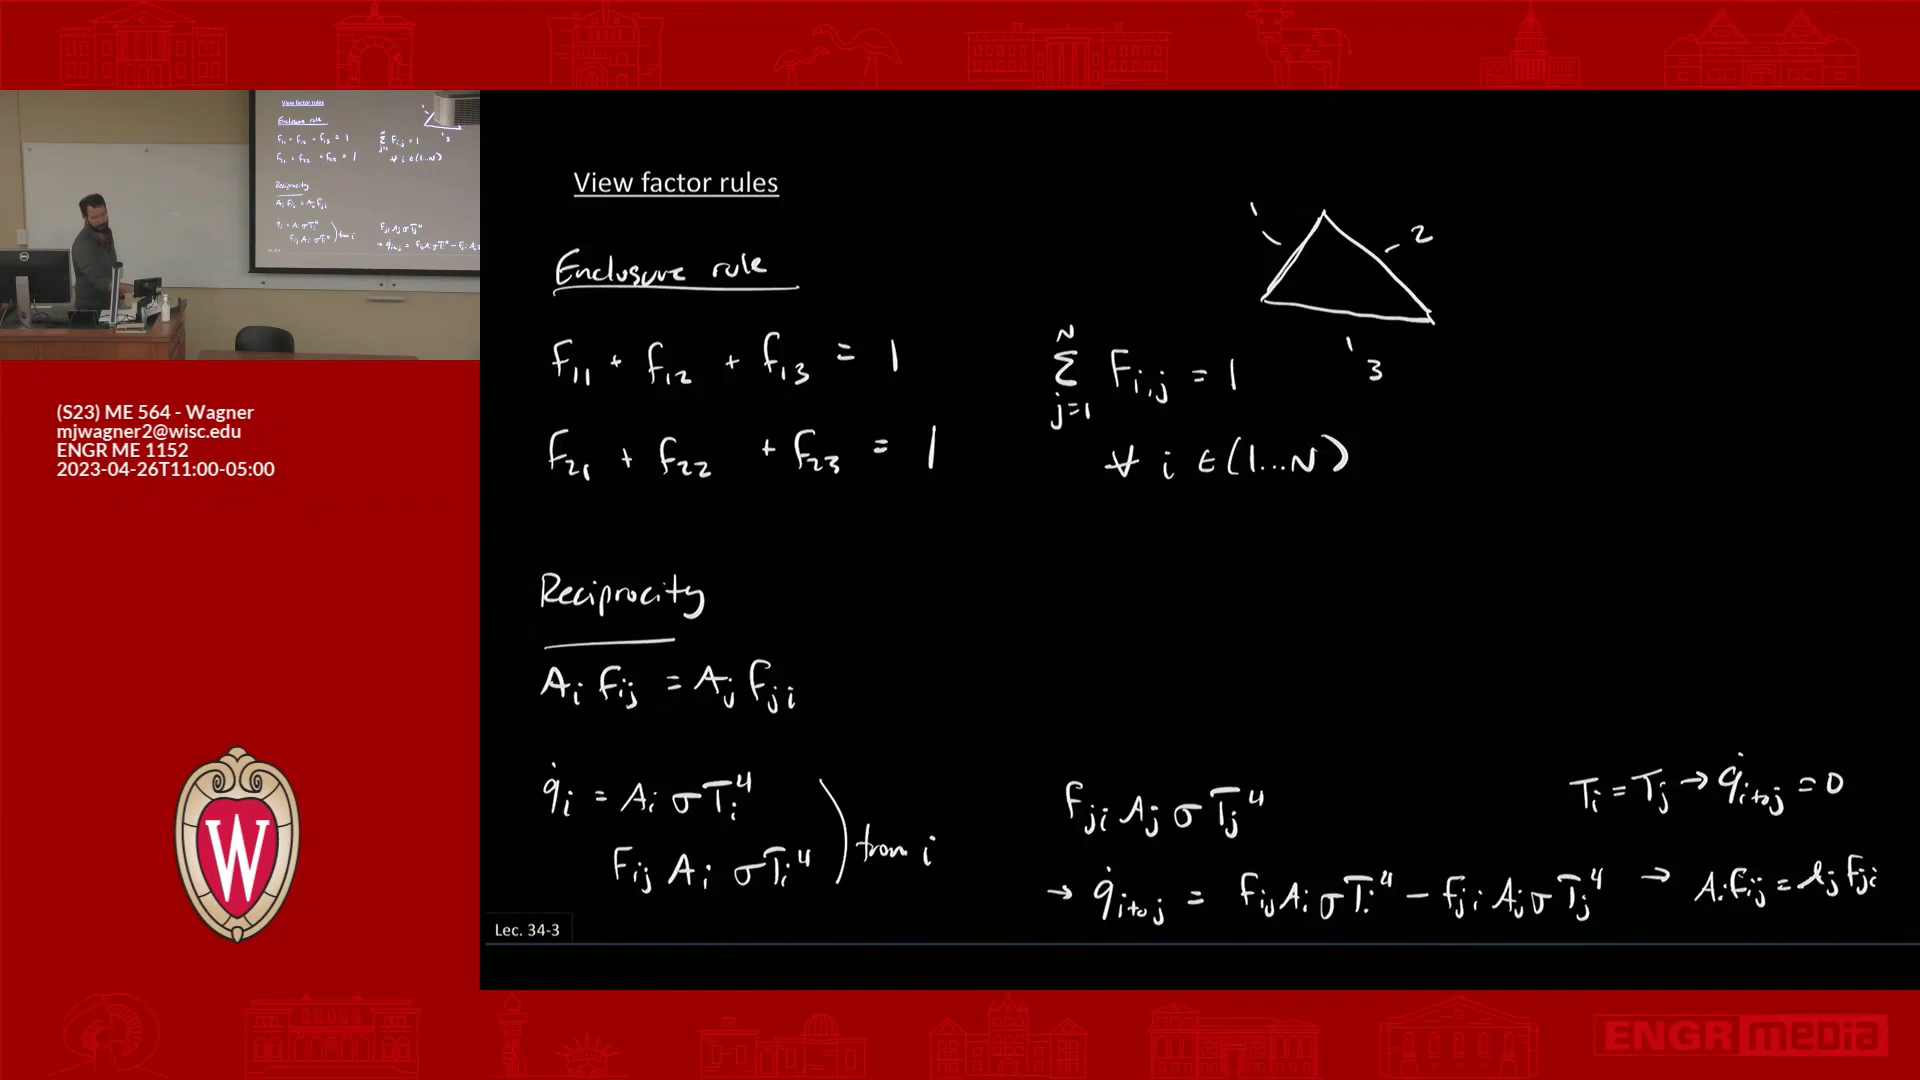 View factor rules
Enclosure rule
F11 + F12 + F13 = 1
F21 + F22 + F23 = 1
1
2
3
N
∑ Fi,j = 1
j=1
∀ i ∈ (1...N)
Reciprocity
Ai Fij = Aj Fji
q̇i = Ai σTi⁴
Fij Ai σTi⁴
from i
Fji Aj σ Tj⁴
→ q̇i to j = Fij Ai σTi⁴ − Fji Aj σ Tj⁴ → Ai Fij = Aj Fji
Ti = Tj → q̇i to j = 0
Lec. 34-3
(S23) ME 564 - Wagner
mjwagner2@wisc.edu
ENGR ME 1152
2023-04-26T11:00-05:00
W
ENGR media